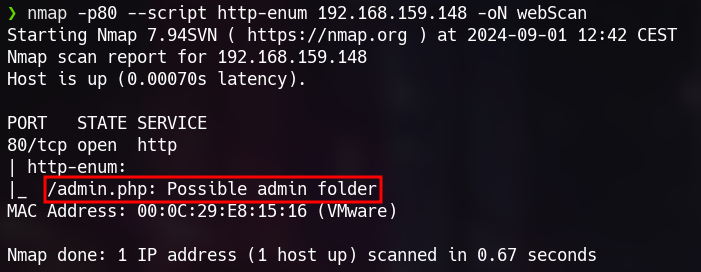 ❯ nmap -p80 --script http-enum 192.168.159.148 -oN webScan
Starting Nmap 7.94SVN ( https://nmap.org ) at 2024-09-01 12:42 CEST
Nmap scan report for 192.168.159.148
Host is up (0.00070s latency).
PORT   STATE SERVICE
80/tcp open  http
| http-enum:
|_  /admin.php: Possible admin folder
MAC Address: 00:0C:29:E8:15:16 (VMware)
Nmap done: 1 IP address (1 host up) scanned in 0.67 seconds